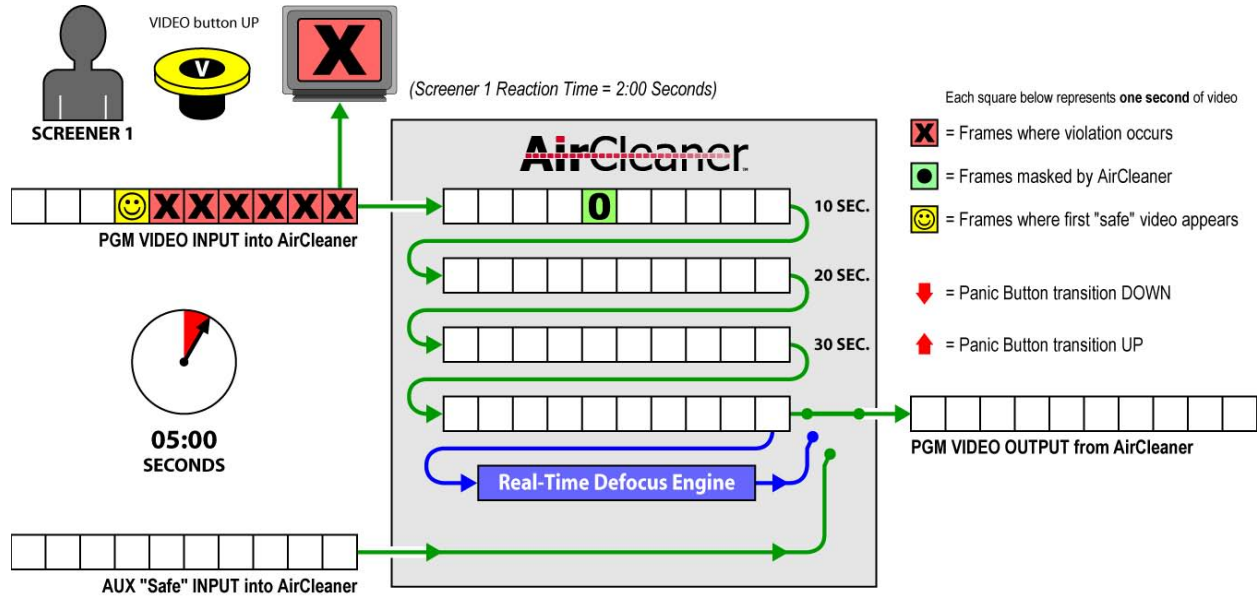 VIDEO button UP
V
X
SCREENER 1
(Screener 1 Reaction Time = 2:00 Seconds)
Each square below represents one second of video
X = Frames where violation occurs
= Frames masked by AirCleaner
= Frames where first "safe" video appears
= Panic Button transition DOWN
= Panic Button transition UP
X X X X X X
PGM VIDEO INPUT into AirCleaner
AirCleaner™
0
10 SEC.
20 SEC.
30 SEC.
05:00
SECONDS
Real-Time Defocus Engine
PGM VIDEO OUTPUT from AirCleaner
AUX "Safe" INPUT into AirCleaner